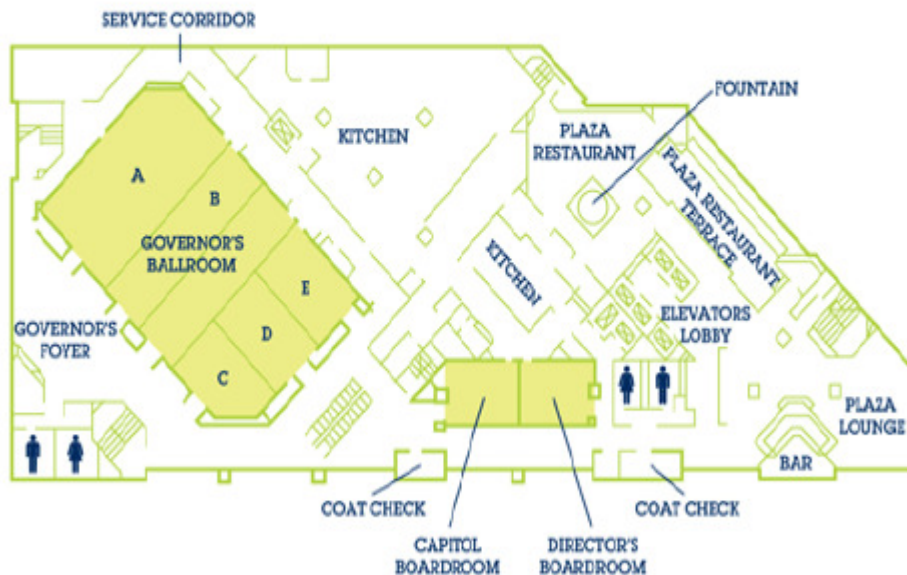 SERVICE CORRIDOR
FOUNTAIN
KITCHEN
PLAZA
RESTAURANT
PLAZA RESTAURANT
TERRACE
A
B
GOVERNOR'S
BALLROOM
E
D
C
KITCHEN
ELEVATORS
LOBBY
GOVERNOR'S
FOYER
PLAZA
LOUNGE
BAR
COAT CHECK
COAT CHECK
CAPITOL
BOARDROOM
DIRECTOR'S
BOARDROOM